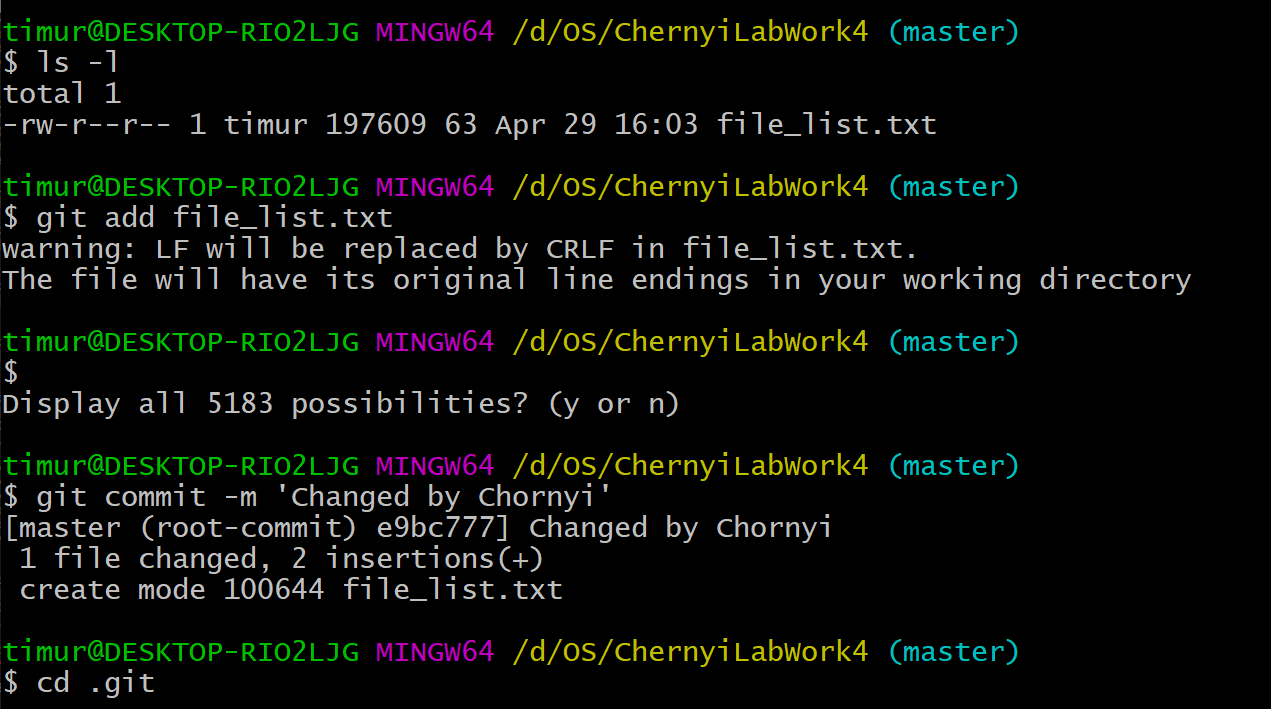 timur@DESKTOP-RIO2LJG MINGW64 /d/OS/ChernyiLabWork4 (master)
$ ls -l
total 1
-rw-r--r-- 1 timur 197609 63 Apr 29 16:03 file_list.txt
timur@DESKTOP-RIO2LJG MINGW64 /d/OS/ChernyiLabWork4 (master)
$ git add file_list.txt
warning: LF will be replaced by CRLF in file_list.txt.
The file will have its original line endings in your working directory
timur@DESKTOP-RIO2LJG MINGW64 /d/OS/ChernyiLabWork4 (master)
$
Display all 5183 possibilities? (y or n)
timur@DESKTOP-RIO2LJG MINGW64 /d/OS/ChernyiLabWork4 (master)
$ git commit -m 'Changed by Chornyi'
[master (root-commit) e9bc777] Changed by Chornyi
 1 file changed, 2 insertions(+)
 create mode 100644 file_list.txt
timur@DESKTOP-RIO2LJG MINGW64 /d/OS/ChernyiLabWork4 (master)
$ cd .git